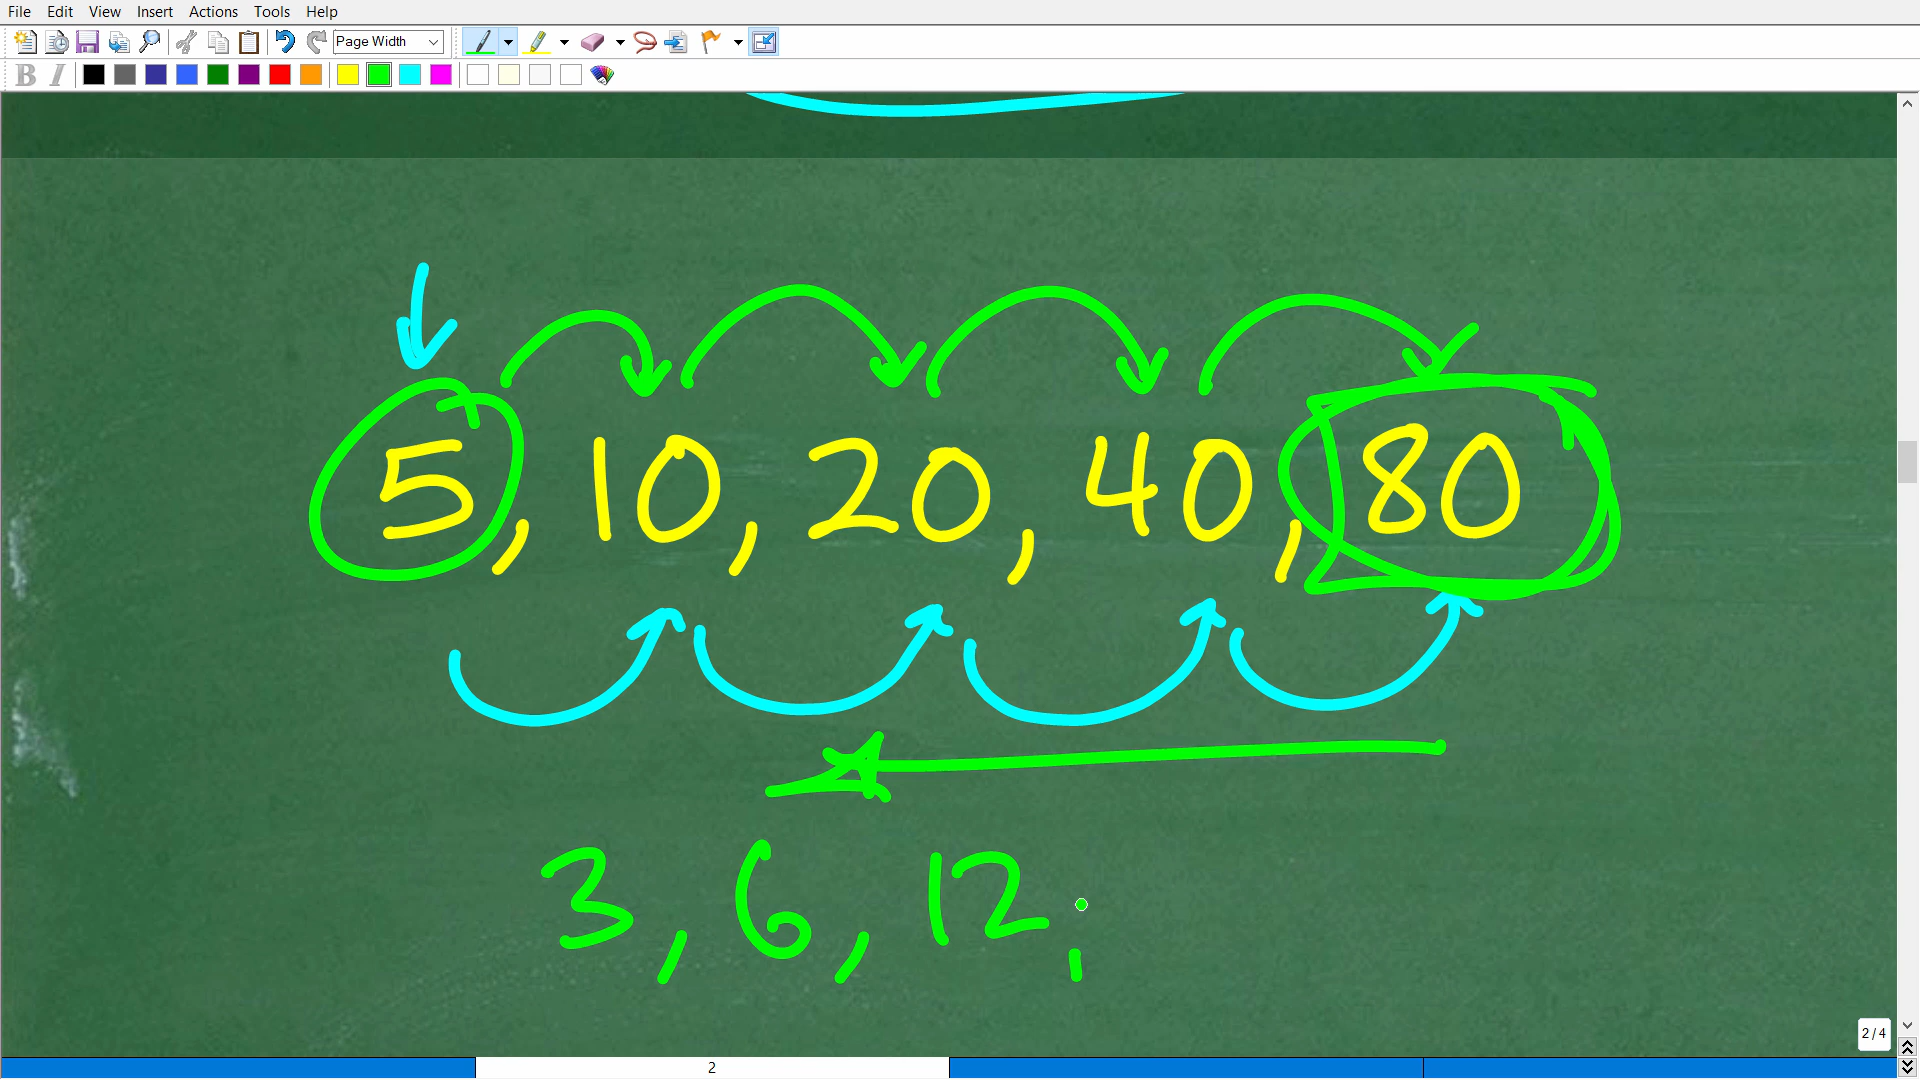 File Edit View Insert Actions Tools Help
Page Width
B I
5, 10, 20, 40, 80
3, 6, 12,
2 / 4
2